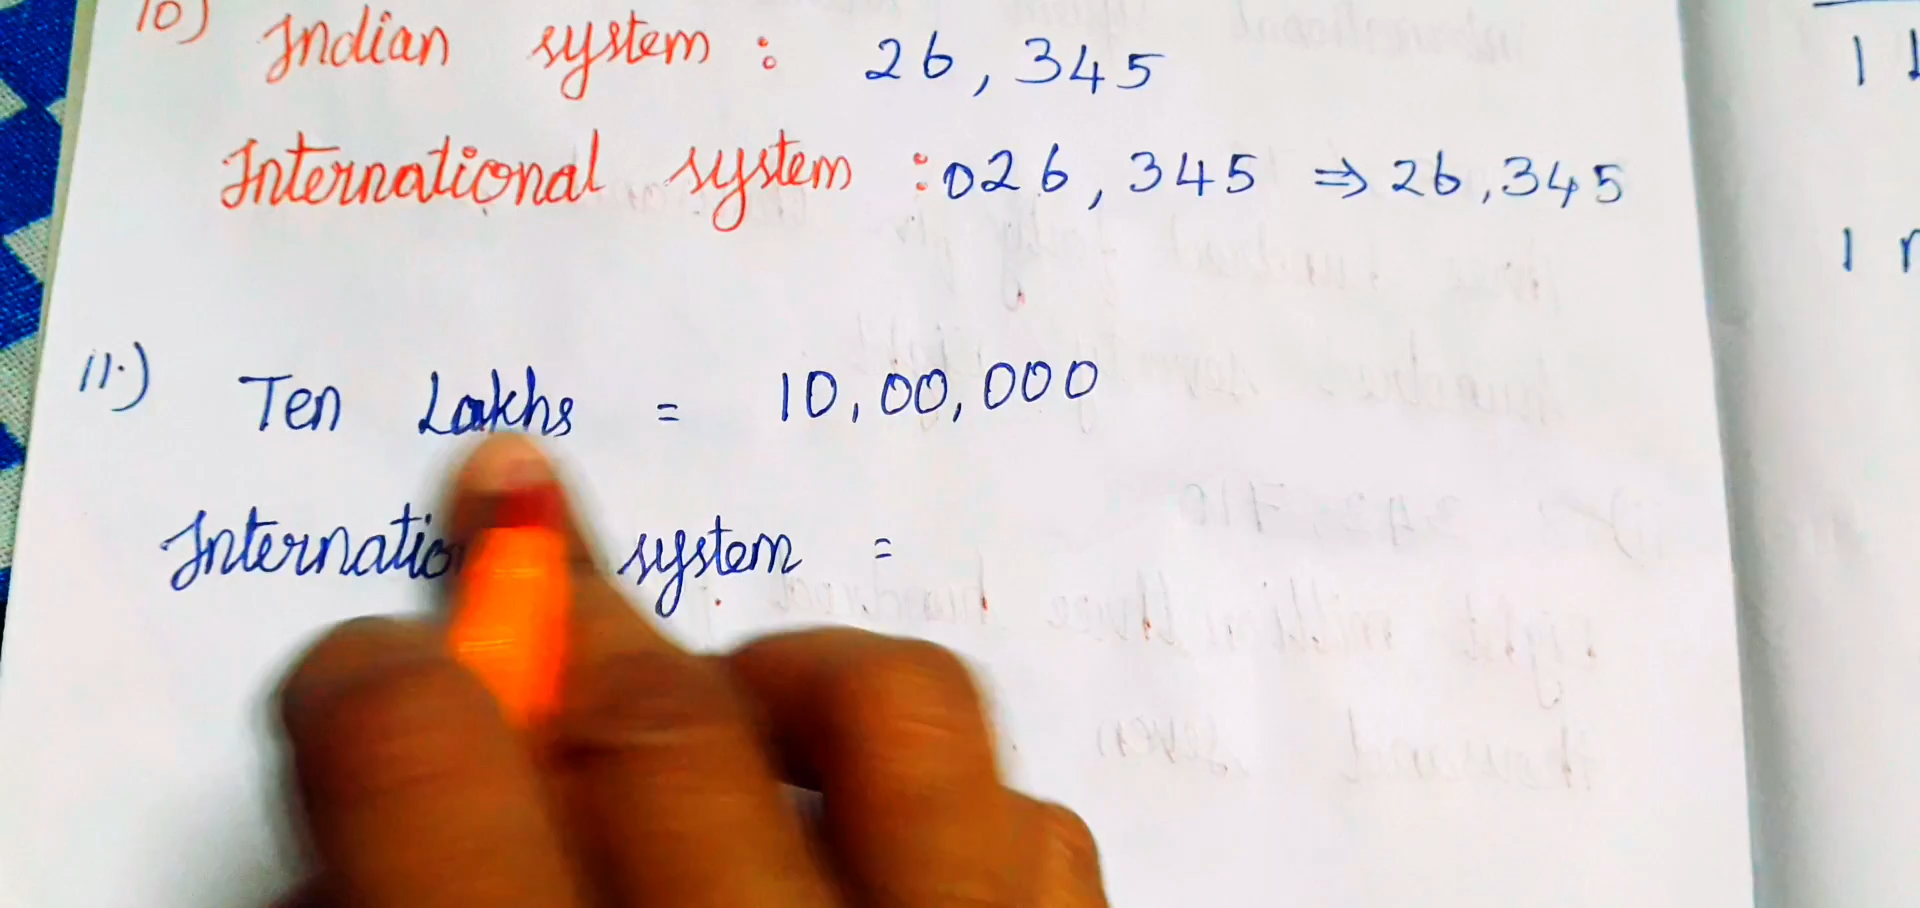 10) Indian system : 26,345
International system : 026,345 ⇒ 26,345
11.) Ten Lakhs = 10,00,000
system =